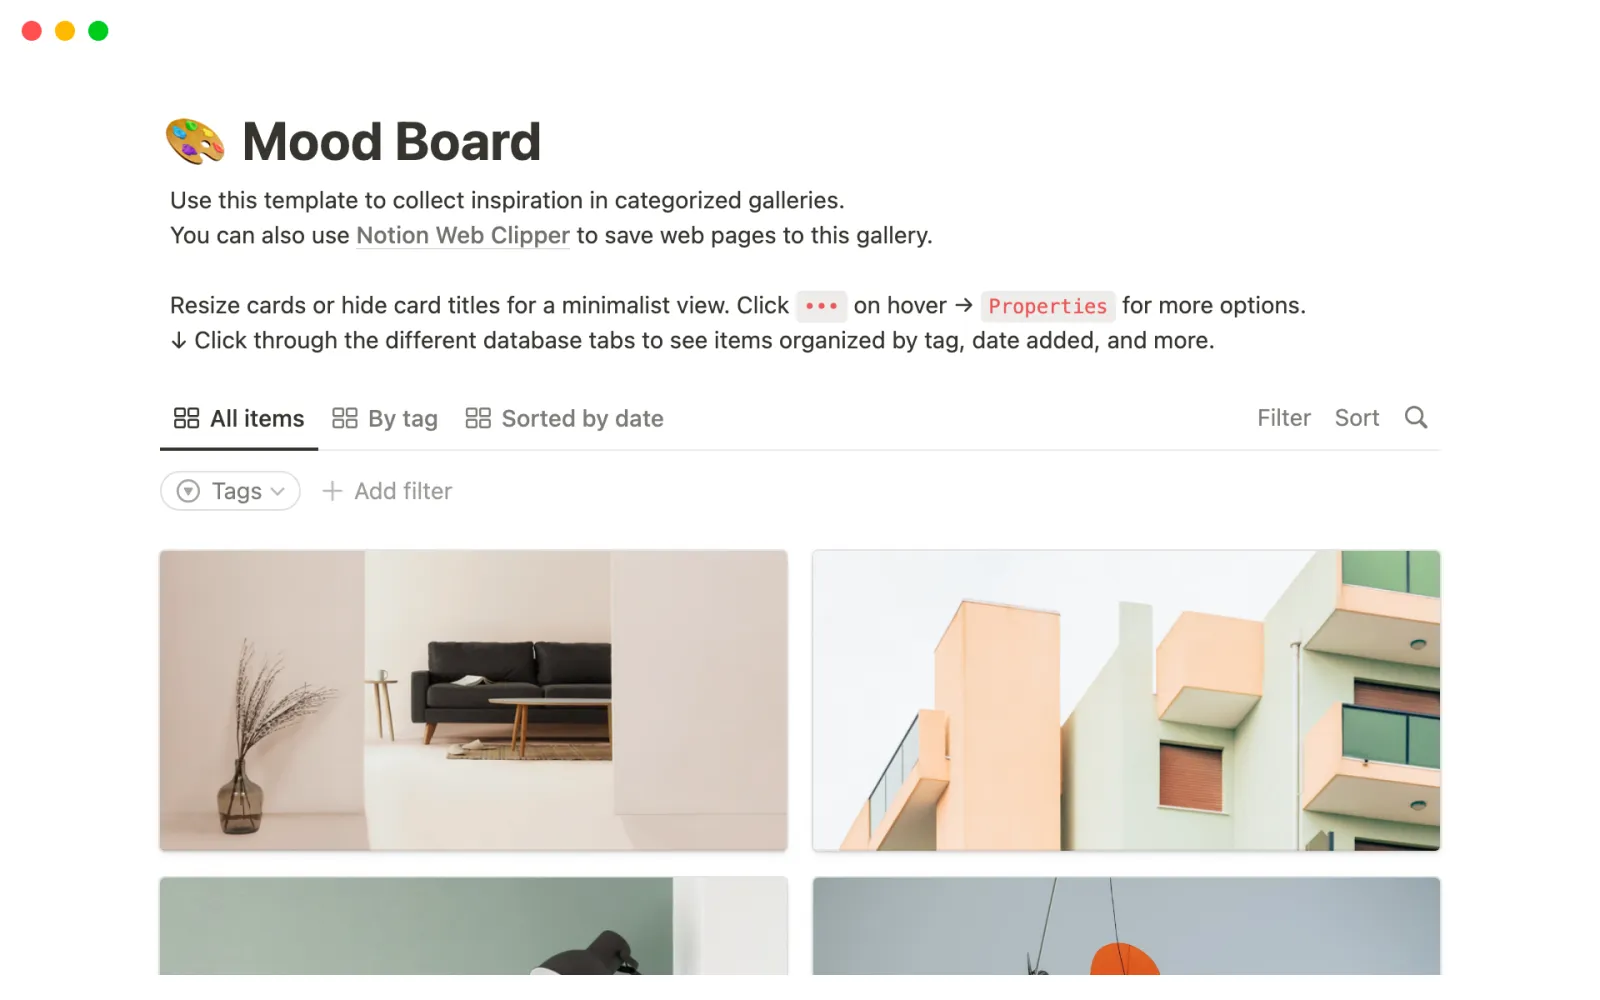 Mood Board
Use this template to collect inspiration in categorized galleries.
You can also use Notion Web Clipper to save web pages to this gallery.
Resize cards or hide card titles for a minimalist view. Click ••• on hover → Properties for more options.
↓ Click through the different database tabs to see items organized by tag, date added, and more.
All items By tag Sorted by date Filter Sort
Tags + Add filter